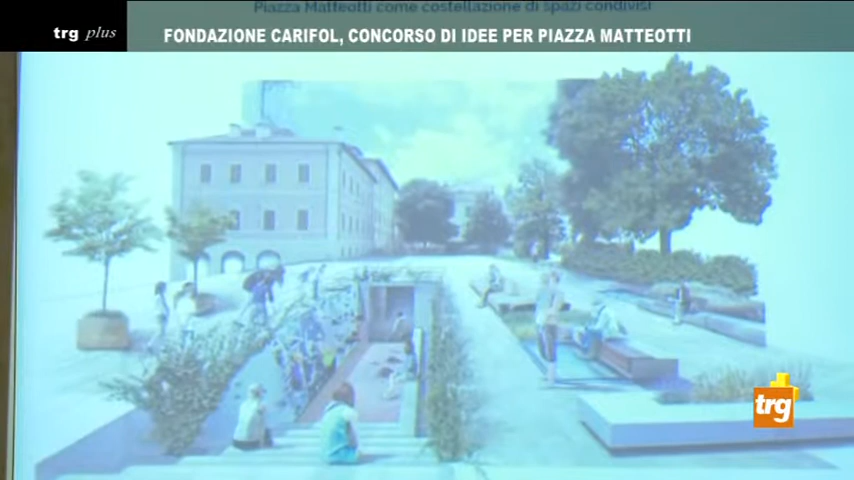 Piazza Matteotti come costellazione di spazi condivisi
trg plus
FONDAZIONE CARIFOL, CONCORSO DI IDEE PER PIAZZA MATTEOTTI
trg